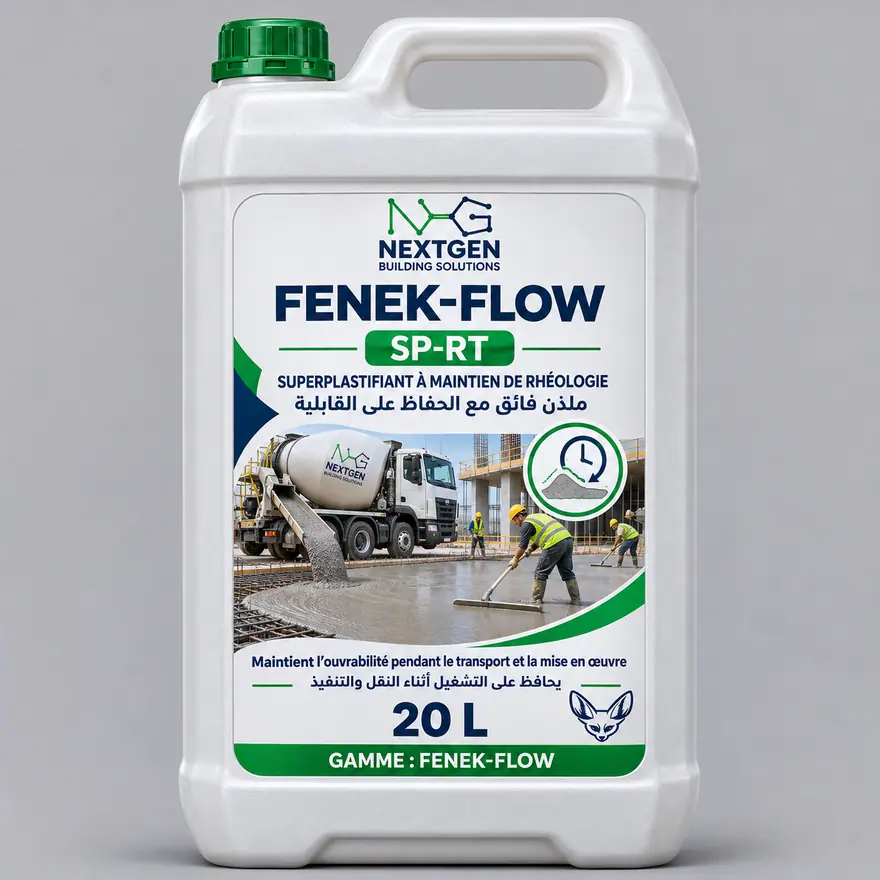 NEXTGEN
BUILDING SOLUTIONS
FENEK-FLOW
SP-RT
SUPERPLASTIFIANT À MAINTIEN DE RHÉOLOGIE
ملدن فائق مع الحفاظ على القابلية
NEXTGEN
BUILDING SOLUTIONS
Maintient l'ouvrabilité pendant le transport et la mise en œuvre
يحافظ على التشغيل أثناء النقل والتنفيذ
20 L
GAMME : FENEK-FLOW